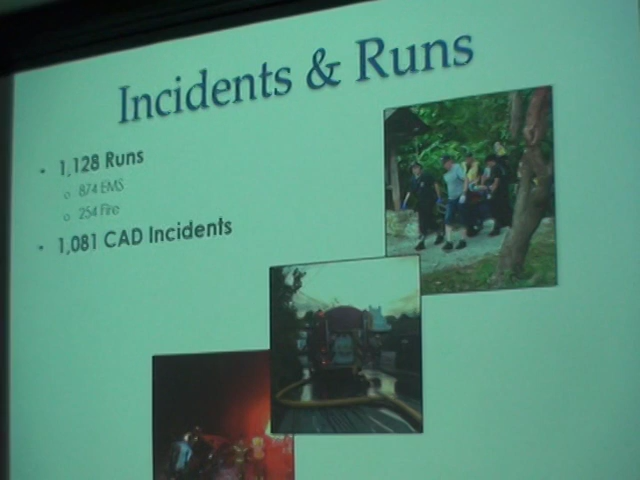 Incidents & Runs
• 1,128 Runs
o 874 EMS
o 254 Fire
• 1,081 CAD Incidents